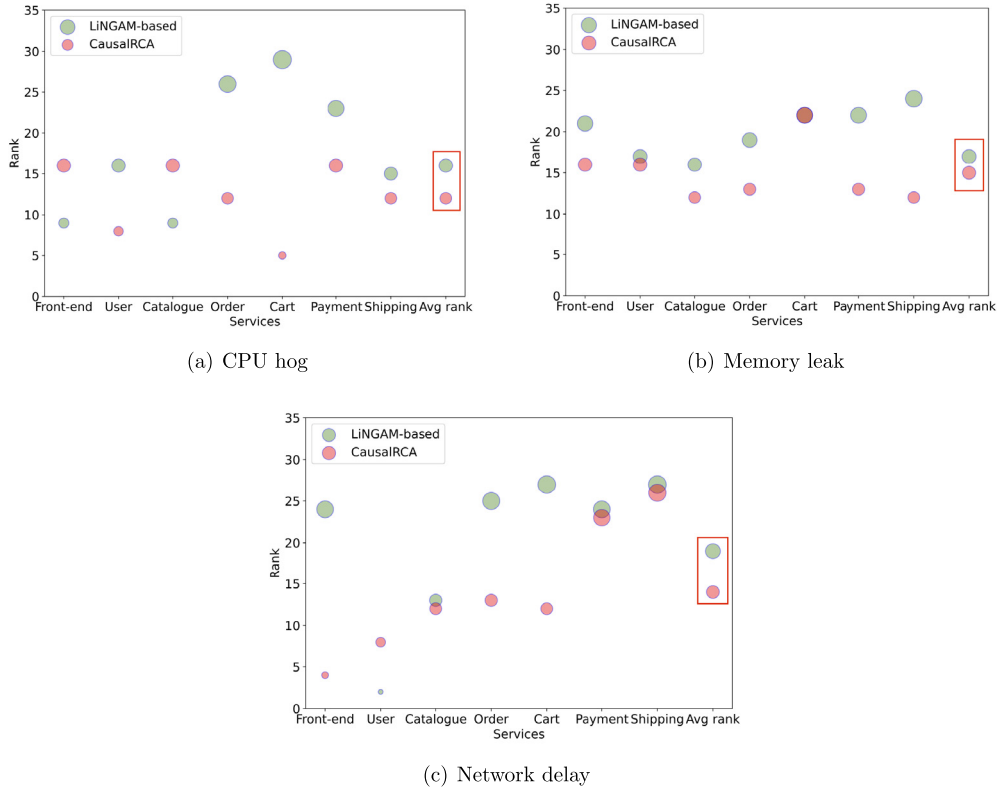 35
30
25
20
15
10
5
0
Rank
LiNGAM-based
CausalRCA
Front-end User Catalogue Order Cart Payment Shipping Avg rank
Services
(a) CPU hog
35
30
25
20
15
10
5
0
Rank
LiNGAM-based
CausalRCA
Front-end User Catalogue Order Cart Payment Shipping Avg rank
Services
(b) Memory leak
35
30
25
20
15
10
5
0
Rank
LiNGAM-based
CausalRCA
Front-end User Catalogue Order Cart Payment Shipping Avg rank
Services
(c) Network delay